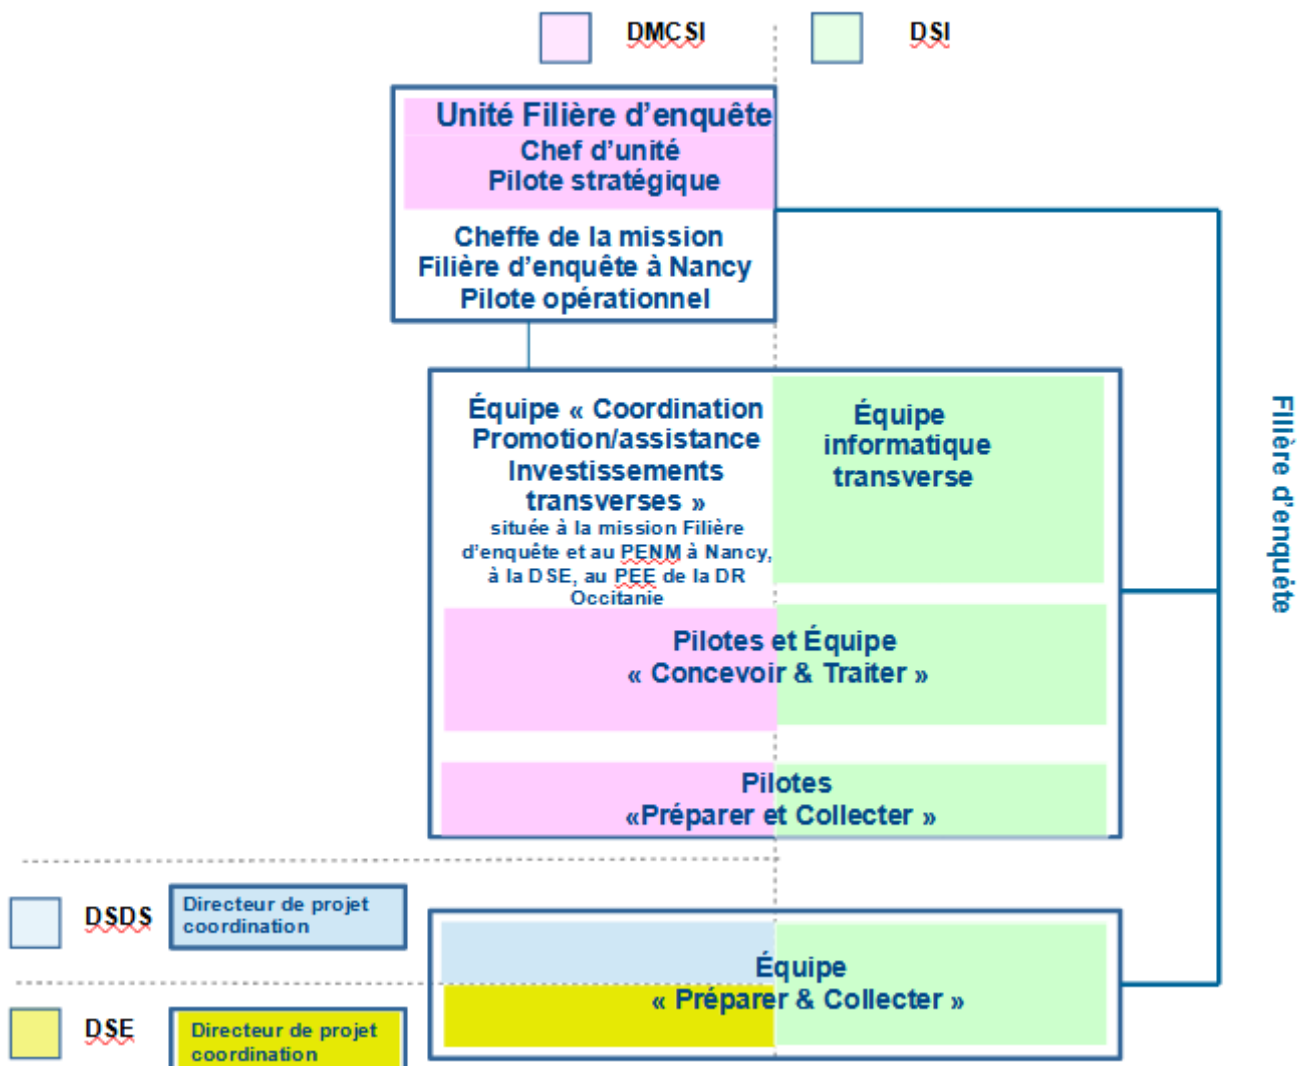 DMCSI
DSI
Unité Filière d’enquête
Chef d’unité
Pilote stratégique
Cheffe de la mission
Filière d’enquête à Nancy
Pilote opérationnel
Équipe « Coordination
Promotion/assistance
Investissements
transverses »
située à la mission Filière
d’enquête et au PENM à Nancy,
à la DSE, au PEE de la DR
Occitanie
Équipe
informatique
transverse
Pilotes et Équipe
« Concevoir & Traiter »
Pilotes
«Préparer et Collecter »
Filière d’enquête
DSDS
Directeur de projet
coordination
Équipe
« Préparer & Collecter »
DSE
Directeur de projet
coordination